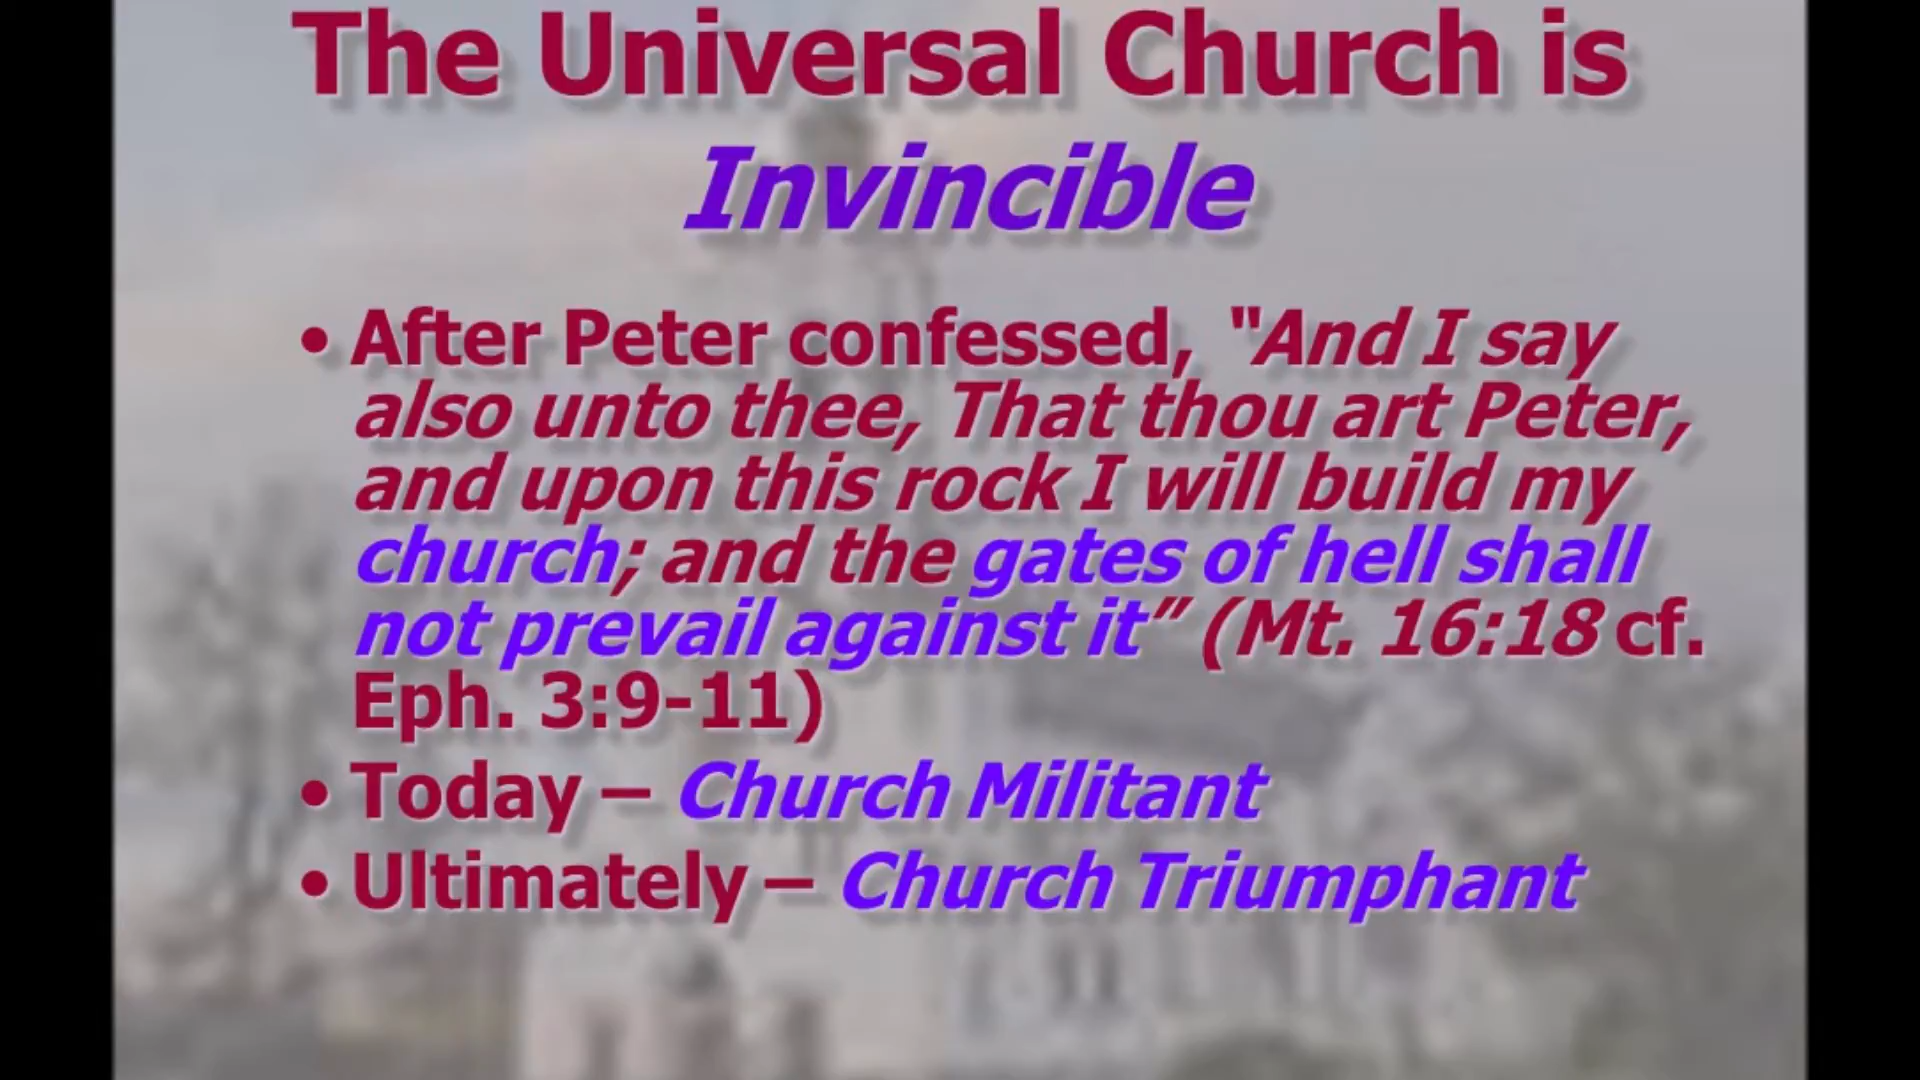 The Universal Church is
Invincible
• After Peter confessed, “And I say
also unto thee, That thou art Peter,
and upon this rock I will build my
church; and the gates of hell shall
not prevail against it” (Mt. 16:18 cf.
Eph. 3:9-11)
• Today – Church Militant
• Ultimately – Church Triumphant